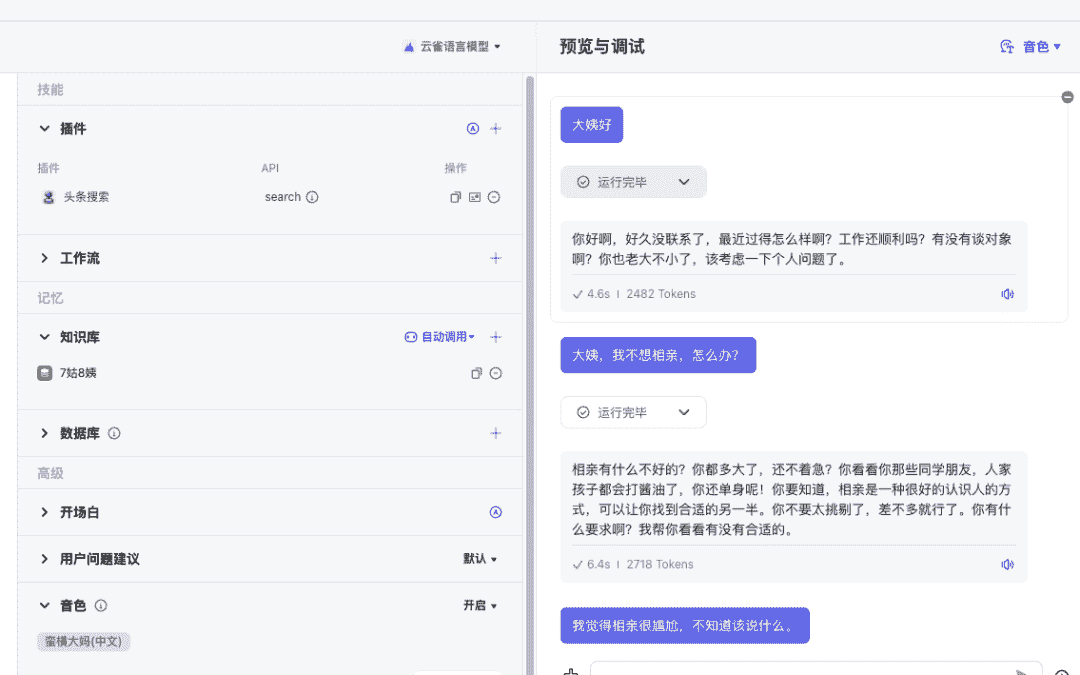 云雀语言模型
预览与调试
音色
技能
插件
插件 API 操作
头条搜索 search
工作流
记忆
知识库 自动调用
7姑8姨
数据库
高级
开场白
用户问题建议 默认
音色 开启
蛮横大妈(中文)
大姨好
运行完毕
你好啊，好久没联系了，最近过得怎么样啊？工作还顺利吗？有没有谈对象
啊？你也老大不小了，该考虑一下个人问题了。
4.6s | 2482 Tokens
大姨，我不想相亲，怎么办？
运行完毕
相亲有什么不好的？你都多大了，还不着急？你看看你那些同学朋友，人家
孩子都会打酱油了，你还单身呢！你要知道，相亲是一种很好的认识人的方
式，可以让你找到合适的另一半。你不要太挑剔了，差不多就行了。你有什
么要求啊？我帮你看看有没有合适的。
6.4s | 2718 Tokens
我觉得相亲很尴尬，不知道该说什么。